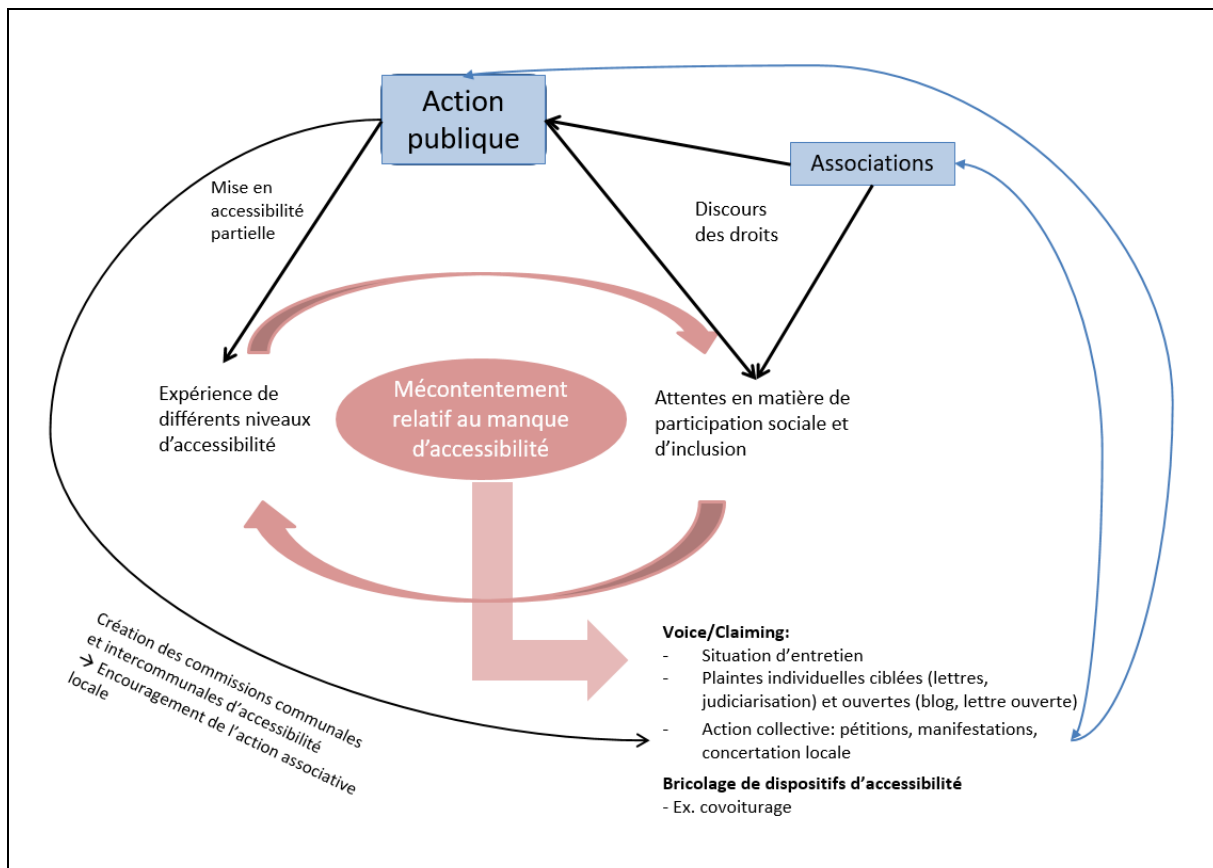 Action
publique
Associations
Mise en
accessibilité
partielle
Discours
des droits
Expérience de
différents niveaux
d'accessibilité
Mécontentement
relatif au manque
d'accessibilité
Attentes en matière de
participation sociale et
d'inclusion
Création des commissions communales
et intercommunales d'accessibilité
→ Encouragement de l'action associative
locale
Voice/Claiming:
- Situation d'entretien
- Plaintes individuelles ciblées (lettres,
judiciarisation) et ouvertes (blog, lettre ouverte)
- Action collective: pétitions, manifestations,
concertation locale
Bricolage de dispositifs d'accessibilité
- Ex. covoiturage